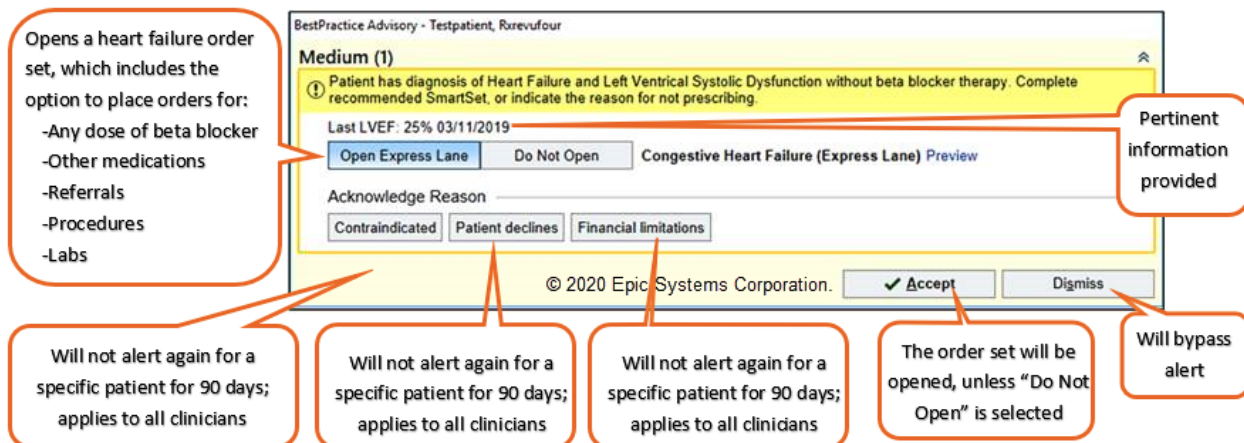 Opens a heart failure order
set, which includes the
option to place orders for:
-Any dose of beta blocker
-Other medications
-Referrals
-Procedures
-Labs
BestPractice Advisory - Testpatient, Rxrevufour
Medium (1)
Patient has diagnosis of Heart Failure and Left Ventrical Systolic Dysfunction without beta blocker therapy. Complete
recommended SmartSet, or indicate the reason for not prescribing.
Last LVEF: 25% 03/11/2019
Open Express Lane Do Not Open Congestive Heart Failure (Express Lane) Preview
Acknowledge Reason
Contraindicated Patient declines Financial limitations
© 2020 Epic Systems Corporation. Accept Dismiss
Pertinent
information
provided
Will not alert again for a
specific patient for 90 days;
applies to all clinicians
Will not alert again for a
specific patient for 90 days;
applies to all clinicians
Will not alert again for a
specific patient for 90 days;
applies to all clinicians
The order set will be
opened, unless “Do Not
Open” is selected
Will bypass
alert